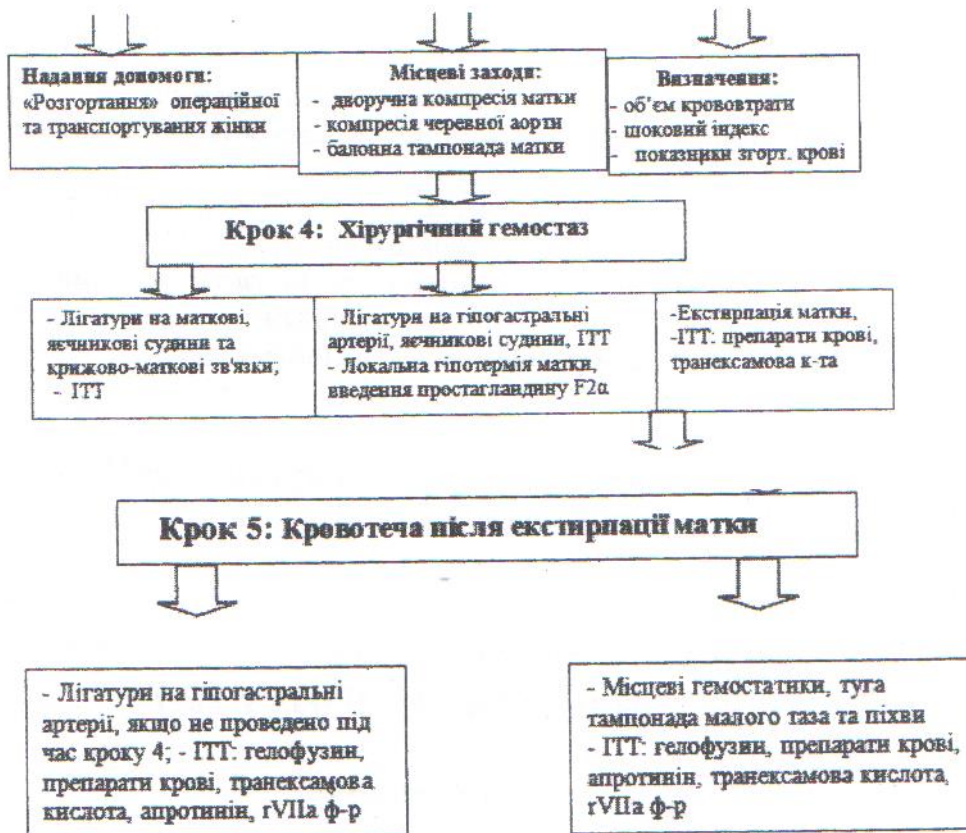 Надання допомоги:
«Розгортання» операційної
та транспортування жінки
Місцеві заходи:
- дворучна компресія матки
- компресія черевної аорти
- балонна тампонада матки
Визначення:
- об'єм крововтрати
- шоковий індекс
- показники згорт. крові
Крок 4: Хірургічний гемостаз
- Лігатури на маткові,
яєчникові судини та
крижово-маткові зв'язки;
- ІТТ
- Лігатури на гіпогастральні
артерії, яєчникові судини, ІТТ
- Локальна гіпотермія матки,
введення простагландину F2α
-Екстирпація матки,
-ІТТ: препарати крові,
транексамова к-та
Крок 5: Кровотеча після екстирпації матки
- Лігатури на гіпогастральні
артерії, якщо не проведено під
час кроку 4; - ІТТ: гелофузин,
препарати крові, транексамова
кислота, апротинін, rVIIa ф-р
- Місцеві гемостатики, туга
тампонада малого таза та піхви
- ІТТ: гелофузин, препарати крові,
апротинін, транексамова кислота,
rVIIa ф-р